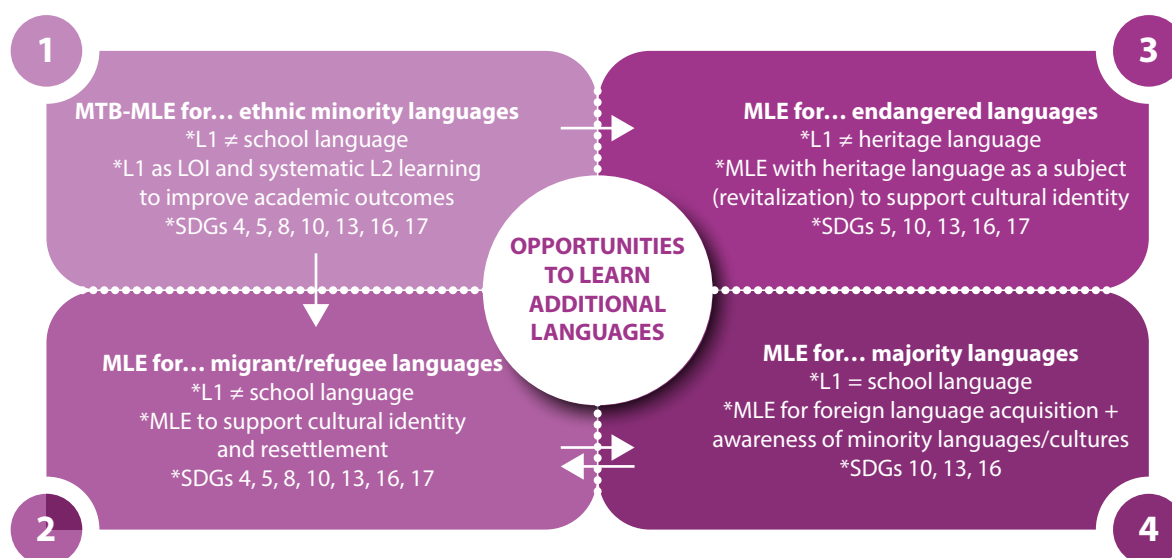 1
MTB-MLE for... ethnic minority languages
*L1 ≠ school language
*L1 as LOI and systematic L2 learning
to improve academic outcomes
*SDGs 4, 5, 8, 10, 13, 16, 17
3
MLE for... endangered languages
*L1 ≠ heritage language
*MLE with heritage language as a subject
(revitalization) to support cultural identity
*SDGs 5, 10, 13, 16, 17
OPPORTUNITIES
TO LEARN
ADDITIONAL
LANGUAGES
2
MLE for... migrant/refugee languages
*L1 ≠ school language
*MLE to support cultural identity
and resettlement
*SDGs 4, 5, 8, 10, 13, 16, 17
MLE for... majority languages
*L1 = school language
*MLE for foreign language acquisition +
awareness of minority languages/cultures
*SDGs 10, 13, 16
4